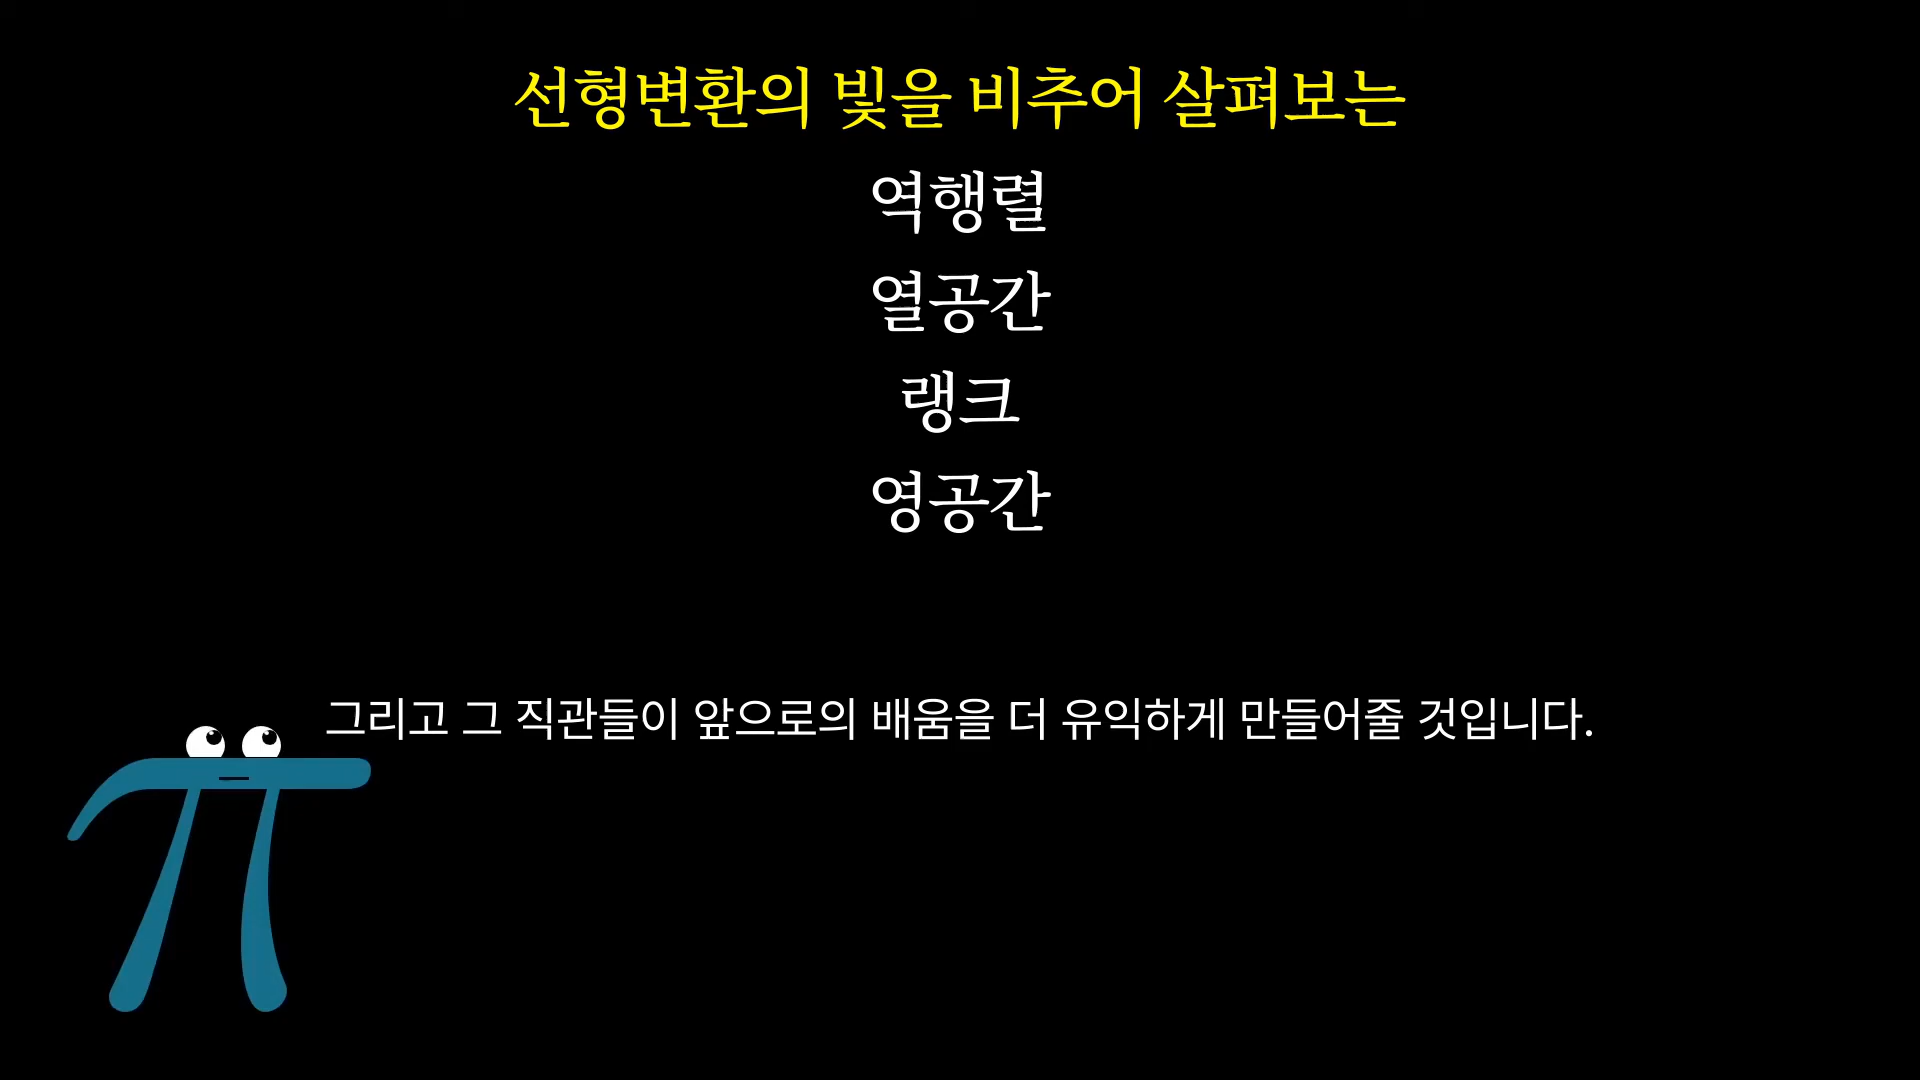 선형변환의 빛을 비추어 살펴보는
역행렬
열공간
랭크
영공간
그리고 그 직관들이 앞으로의 배움을 더 유익하게 만들어줄 것입니다.